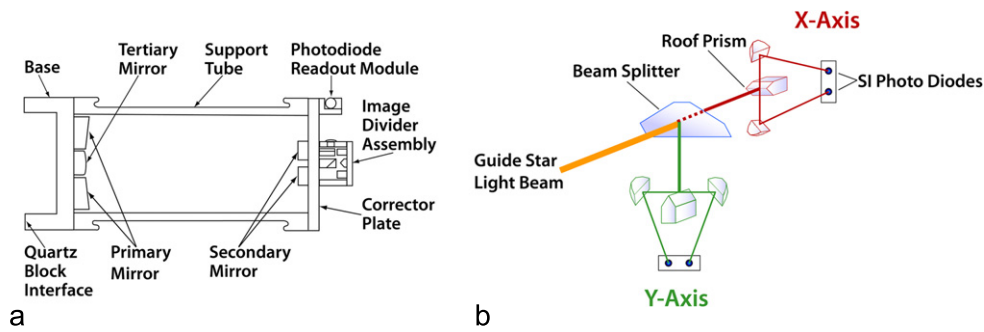 Base
Tertiary
Mirror
Support
Tube
Photodiode
Readout Module
Image
Divider
Assembly
Corrector
Plate
Quartz
Block
Interface
Primary
Mirror
Secondary
Mirror
a
X-Axis
Roof Prism
Beam Splitter
SI Photo Diodes
Guide Star
Light Beam
Y-Axis
b